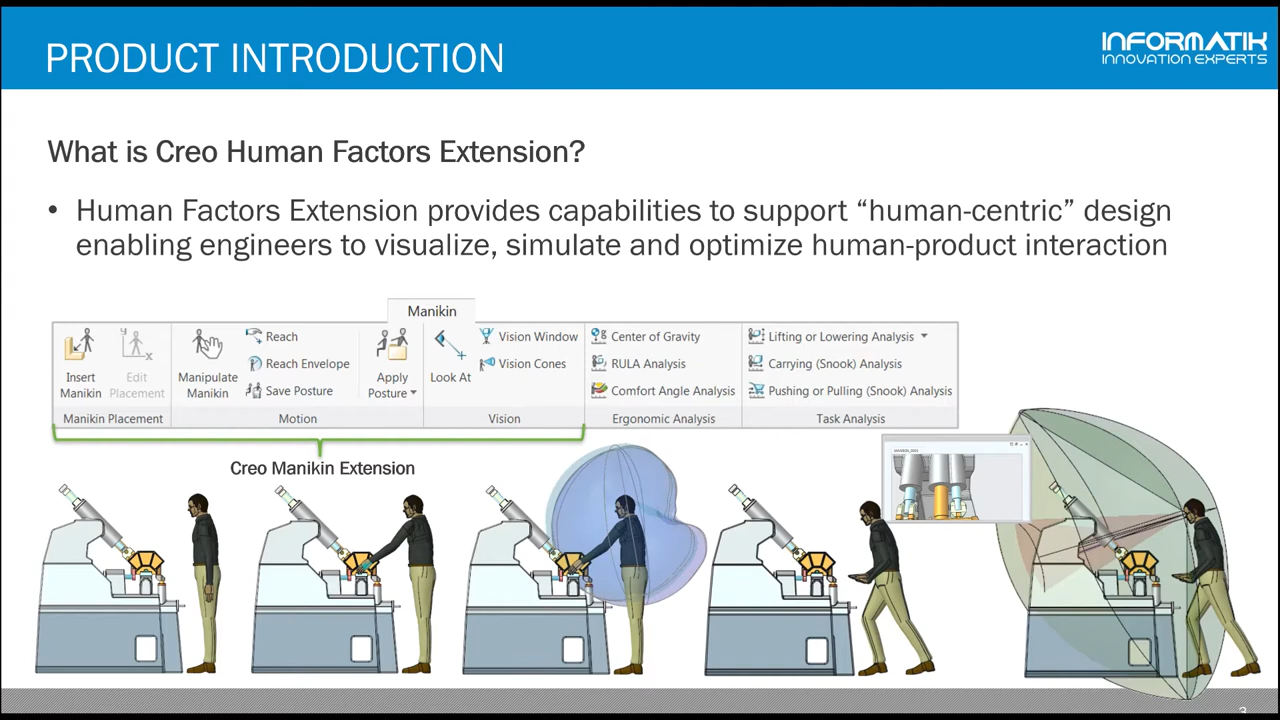 PRODUCT INTRODUCTION
INFORMATIK
INNOVATION EXPERTS
What is Creo Human Factors Extension?
• Human Factors Extension provides capabilities to support “human-centric” design
enabling engineers to visualize, simulate and optimize human-product interaction
Manikin
Insert
Manikin
Edit
Placement
Manikin Placement
Manipulate
Manikin
Reach
Reach Envelope
Save Posture
Apply
Posture
Motion
Look At
Vision Window
Vision Cones
Vision
Center of Gravity
RULA Analysis
Comfort Angle Analysis
Ergonomic Analysis
Lifting or Lowering Analysis
Carrying (Snook) Analysis
Pushing or Pulling (Snook) Analysis
Task Analysis
Creo Manikin Extension
3